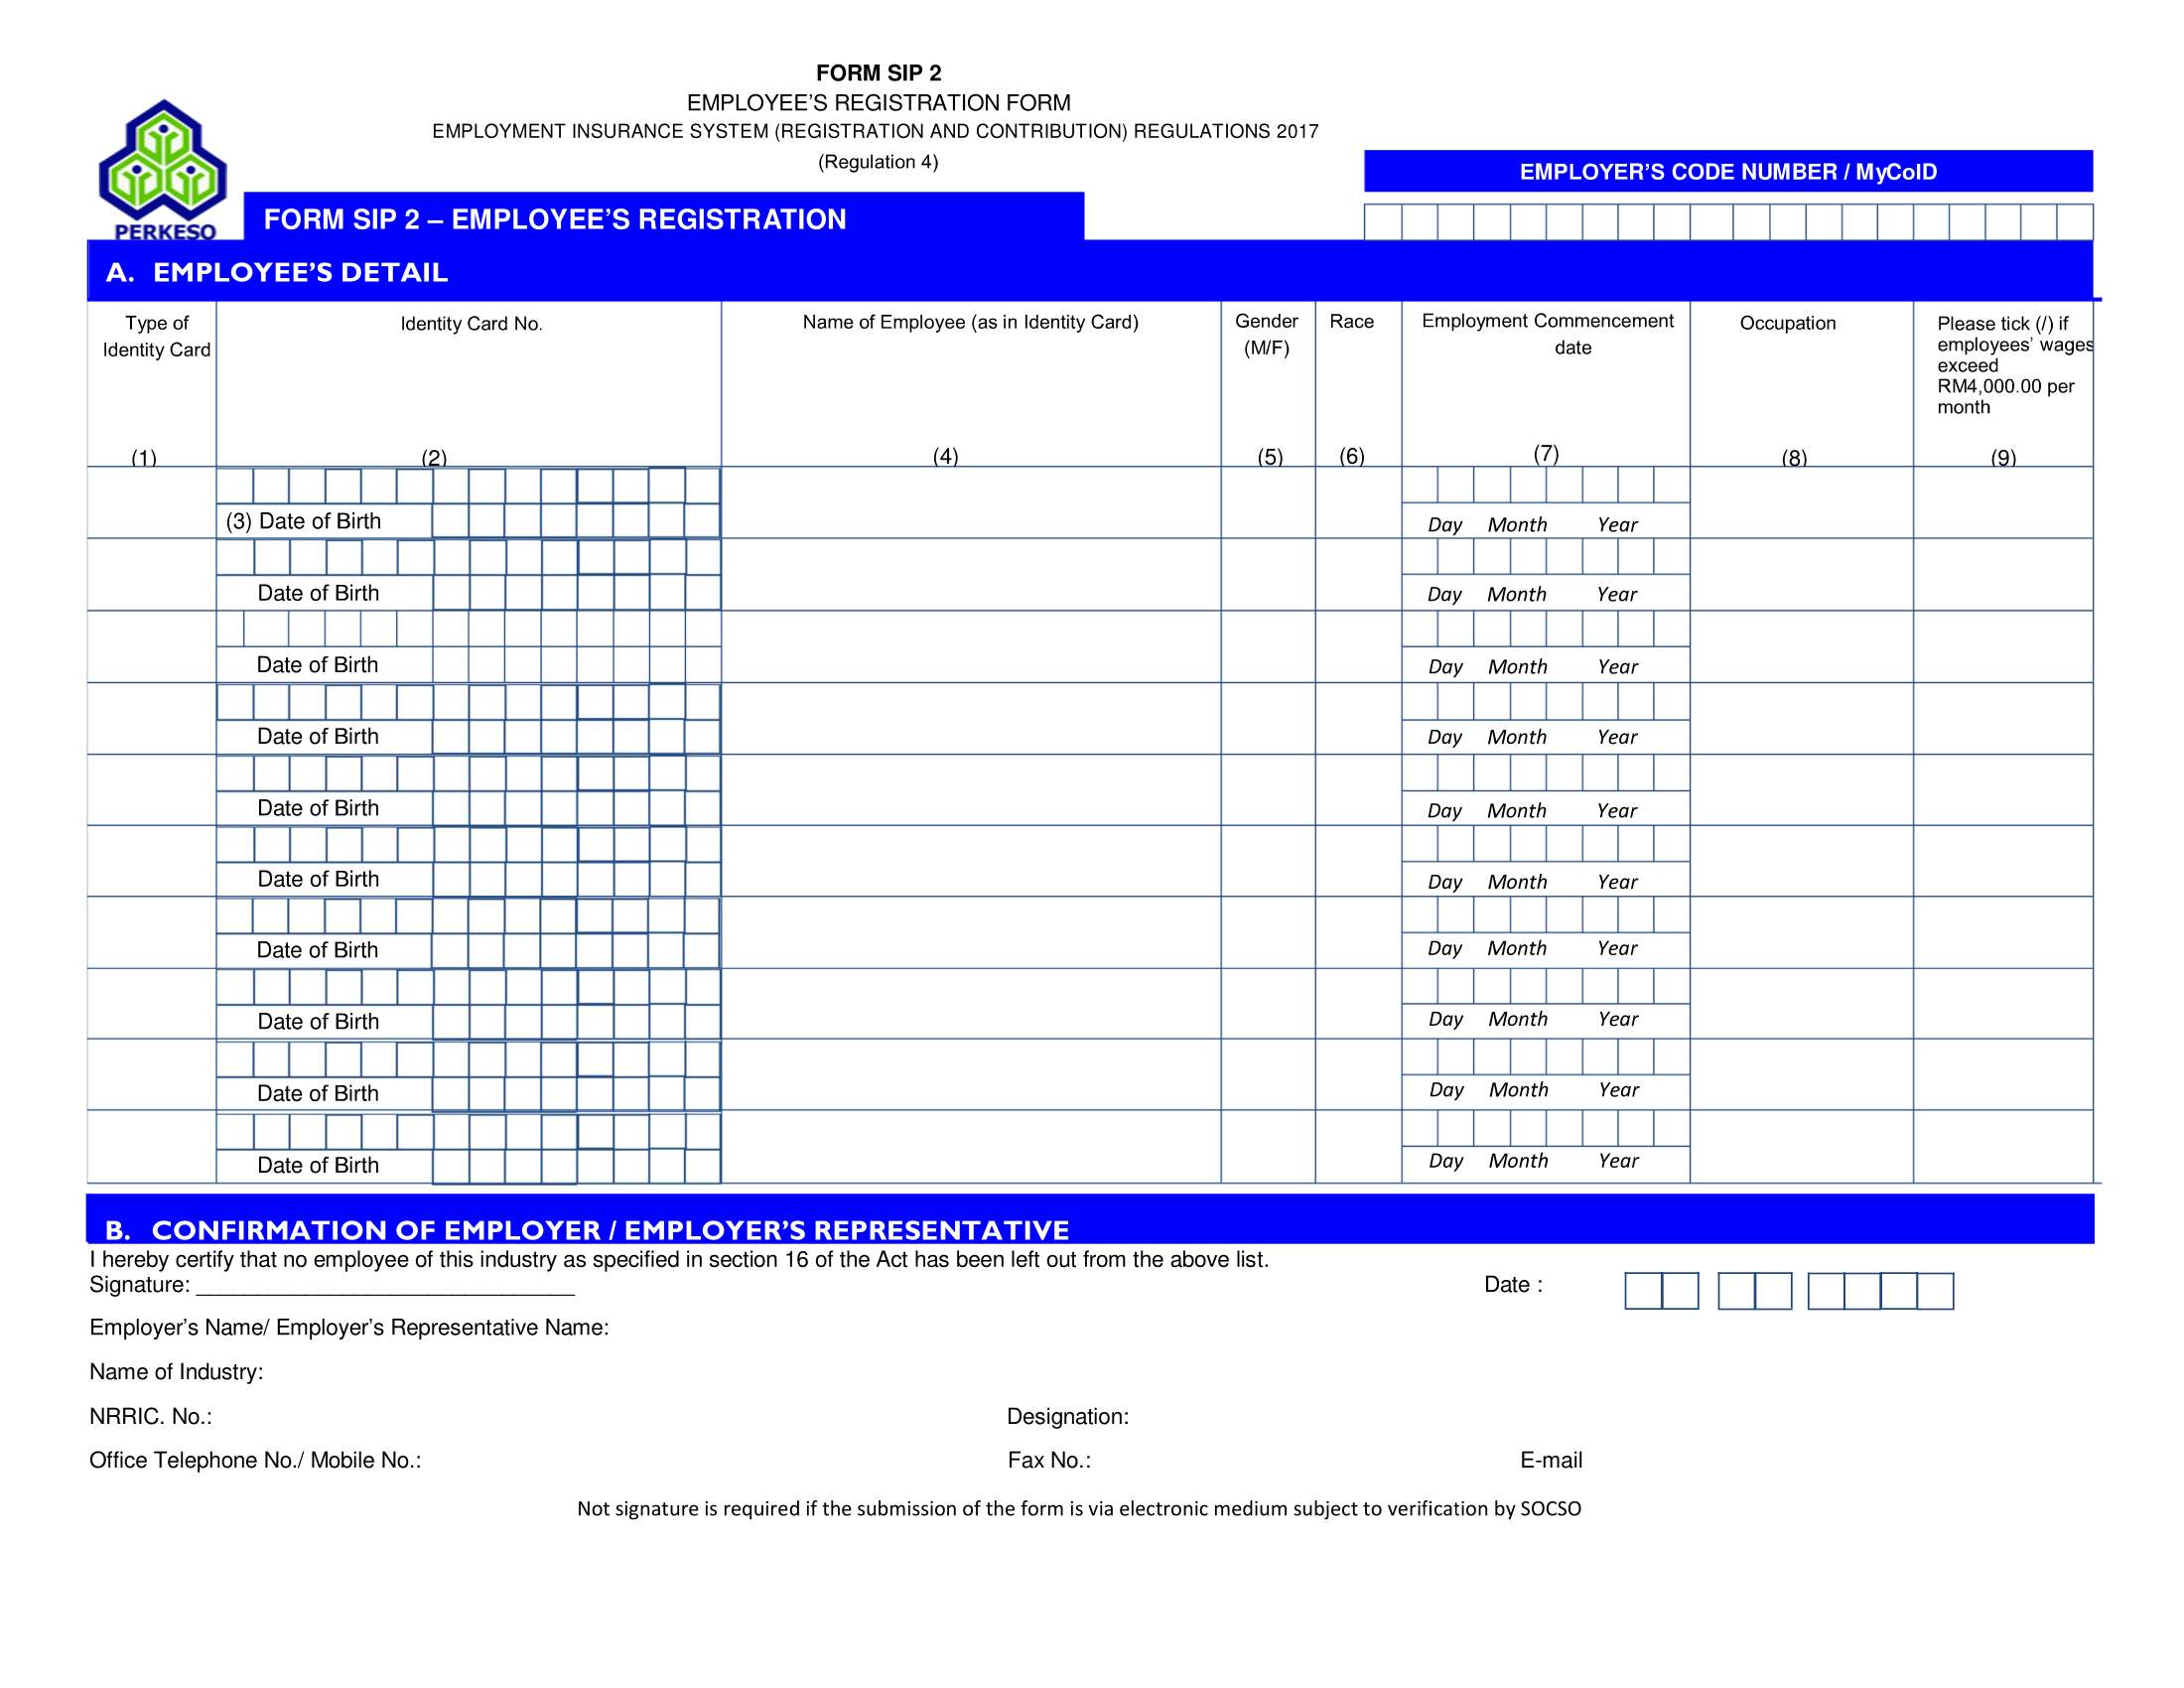 FORM SIP 2
EMPLOYEE’S REGISTRATION FORM
EMPLOYMENT INSURANCE SYSTEM (REGISTRATION AND CONTRIBUTION) REGULATIONS 2017
(Regulation 4)
EMPLOYER’S CODE NUMBER / MyCoID
PERKESO
FORM SIP 2 – EMPLOYEE’S REGISTRATION
A. EMPLOYEE’S DETAIL
Type of
Identity Card
(1)
Identity Card No.
(2)
Name of Employee (as in Identity Card)
(4)
Gender
(M/F)
(5)
Race
(6)
Employment Commencement
date
(7)
Occupation
(8)
Please tick (/) if
employees’ wages
exceed
RM4,000.00 per
month
(9)
(3) Date of Birth
Day Month Year
Date of Birth
Day Month Year
Date of Birth
Day Month Year
Date of Birth
Day Month Year
Date of Birth
Day Month Year
Date of Birth
Day Month Year
Date of Birth
Day Month Year
Date of Birth
Day Month Year
Date of Birth
Day Month Year
Date of Birth
Day Month Year
B. CONFIRMATION OF EMPLOYER / EMPLOYER’S REPRESENTATIVE
I hereby certify that no employee of this industry as specified in section 16 of the Act has been left out from the above list.
Signature: _______________________________ Date :
Employer’s Name/ Employer’s Representative Name:
Name of Industry:
NRRIC. No.: Designation:
Office Telephone No./ Mobile No.: Fax No.: E-mail
Not signature is required if the submission of the form is via electronic medium subject to verification by SOCSO